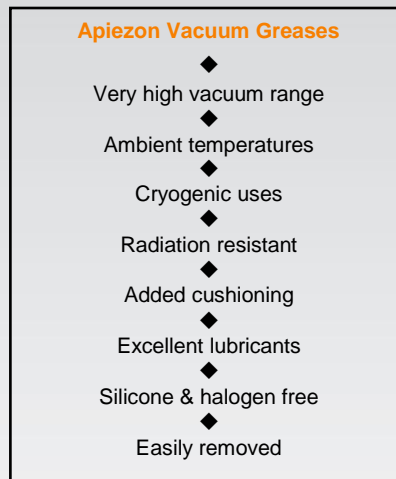 Apiezon Vacuum Greases
Very high vacuum range
Ambient temperatures
Cryogenic uses
Radiation resistant
Added cushioning
Excellent lubricants
Silicone & halogen free
Easily removed